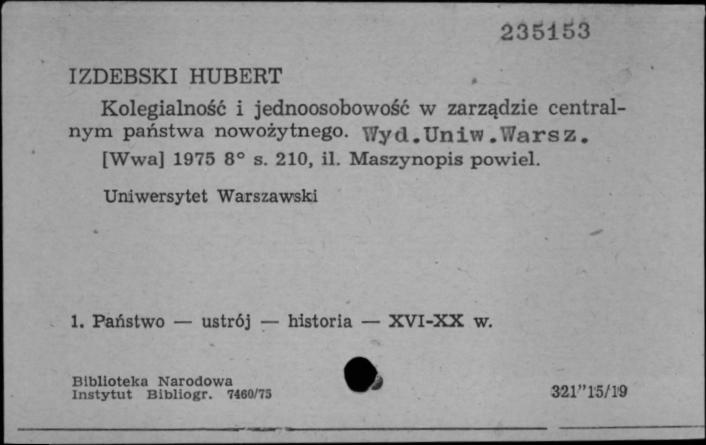 235153
IZDEBSKI HUBERT
Kolegialność i jednoosobowość w zarządzie central-
nym państwa nowożytnego. Wyd.Uniw.Warsz.
[Wwa] 1975 8° s. 210, il. Maszynopis powiel.
Uniwersytet Warszawski
1. Państwo — ustrój — historia — XVI-XX w.
Biblioteka Narodowa
Instytut Bibliogr. 7460/75
321"15/19